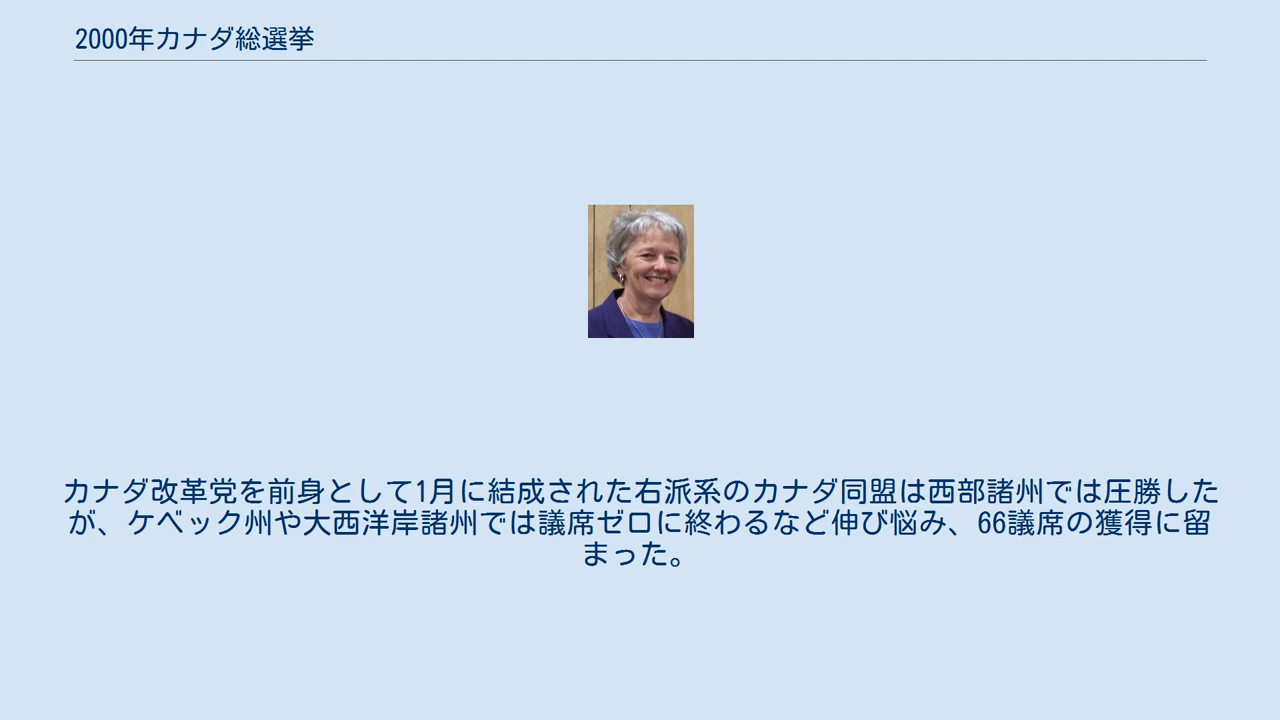 2000年カナダ総選挙
カナダ改革党を前身として1月に結成された右派系のカナダ同盟は西部諸州では圧勝した
が、ケベック州や大西洋岸諸州では議席ゼロに終わるなど伸び悩み、66議席の獲得に留
まった。